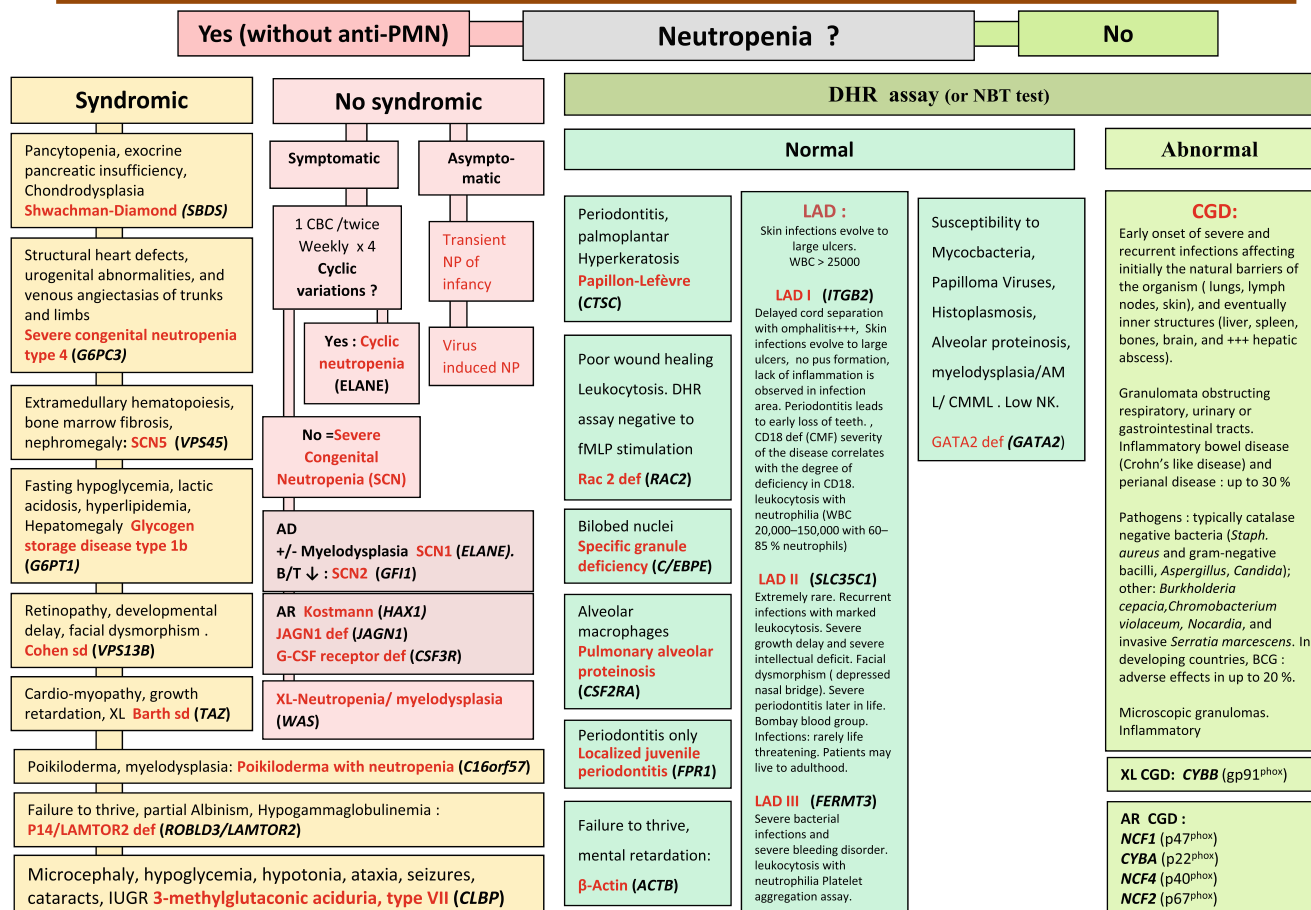 Yes (without anti-PMN)
Neutropenia ?
No
Syndromic
Pancytopenia, exocrine
pancreatic insufficiency,
Chondrodysplasia
Shwachman-Diamond (SBDS)
Structural heart defects,
urogenital abnormalities, and
venous angiectasias of trunks
and limbs
Severe congenital neutropenia
type 4 (G6PC3)
Extramedullary hematopoiesis,
bone marrow fibrosis,
nephromegaly: SCN5 (VPS45)
Fasting hypoglycemia, lactic
acidosis, hyperlipidemia,
Hepatomegaly Glycogen
storage disease type 1b
(G6PT1)
Retinopathy, developmental
delay, facial dysmorphism .
Cohen sd (VPS13B)
Cardio-myopathy, growth
retardation, XL Barth sd (TAZ)
Poikiloderma, myelodysplasia: Poikiloderma with neutropenia (C16orf57)
Failure to thrive, partial Albinism, Hypogammaglobulinemia :
P14/LAMTOR2 def (ROBLD3/LAMTOR2)
Microcephaly, hypoglycemia, hypotonia, ataxia, seizures,
cataracts, IUGR 3-methylglutaconic aciduria, type VII (CLBP)
No syndromic
Symptomatic
Asympto-
matic
1 CBC /twice
Weekly x 4
Cyclic
variations ?
Transient
NP of
infancy
Yes : Cyclic
neutropenia
(ELANE)
Virus
induced NP
No =Severe
Congenital
Neutropenia (SCN)
AD
+/- Myelodysplasia SCN1 (ELANE).
B/T ↓ : SCN2 (GFI1)
AR Kostmann (HAX1)
JAGN1 def (JAGN1)
G-CSF receptor def (CSF3R)
XL-Neutropenia/ myelodysplasia
(WAS)
DHR assay (or NBT test)
Normal
Periodontitis,
palmoplantar
Hyperkeratosis
Papillon-Lefèvre
(CTSC)
Poor wound healing
Leukocytosis. DHR
assay negative to
fMLP stimulation
Rac 2 def (RAC2)
Bilobed nuclei
Specific granule
deficiency (C/EBPE)
Alveolar
macrophages
Pulmonary alveolar
proteinosis
(CSF2RA)
Periodontitis only
Localized juvenile
periodontitis (FPR1)
Failure to thrive,
mental retardation:
β-Actin (ACTB)
LAD :
Skin infections evolve to
large ulcers.
WBC > 25000
LAD I (ITGB2)
Delayed cord separation
with omphalitis+++, Skin
infections evolve to large
ulcers, no pus formation,
lack of inflammation is
observed in infection
area. Periodontitis leads
to early loss of teeth. ,
CD18 def (CMF) severity
of the disease correlates
with the degree of
deficiency in CD18.
leukocytosis with
neutrophilia (WBC
20,000–150,000 with 60–
85 % neutrophils)
LAD II (SLC35C1)
Extremely rare. Recurrent
infections with marked
leukocytosis. Severe
growth delay and severe
intellectual deficit. Facial
dysmorphism ( depressed
nasal bridge). Severe
periodontitis later in life.
Bombay blood group.
Infections: rarely life
threatening. Patients may
live to adulthood.
LAD III (FERMT3)
Severe bacterial
infections and
severe bleeding disorder.
leukocytosis with
neutrophilia Platelet
aggregation assay.
Susceptibility to
Mycobacteria,
Papilloma Viruses,
Histoplasmosis,
Alveolar proteinosis,
myelodysplasia/AM
L/ CMML . Low NK.
GATA2 def (GATA2)
Abnormal
CGD:
Early onset of severe and
recurrent infections affecting
initially the natural barriers of
the organism ( lungs, lymph
nodes, skin), and eventually
inner structures (liver, spleen,
bones, brain, and +++ hepatic
abscess).
Granulomata obstructing
respiratory, urinary or
gastrointestinal tracts.
Inflammatory bowel disease
(Crohn's like disease) and
perianal disease : up to 30 %
Pathogens : typically catalase
negative bacteria (Staph.
aureus and gram-negative
bacilli, Aspergillus, Candida);
other: Burkholderia
cepacia,Chromobacterium
violaceum, Nocardia, and
invasive Serratia marcescens. In
developing countries, BCG :
adverse effects in up to 20 %.
Microscopic granulomas.
Inflammatory
XL CGD: CYBB (gp91phox)
AR CGD :
NCF1 (p47phox)
CYBA (p22phox)
NCF4 (p40phox)
NCF2 (p67phox)